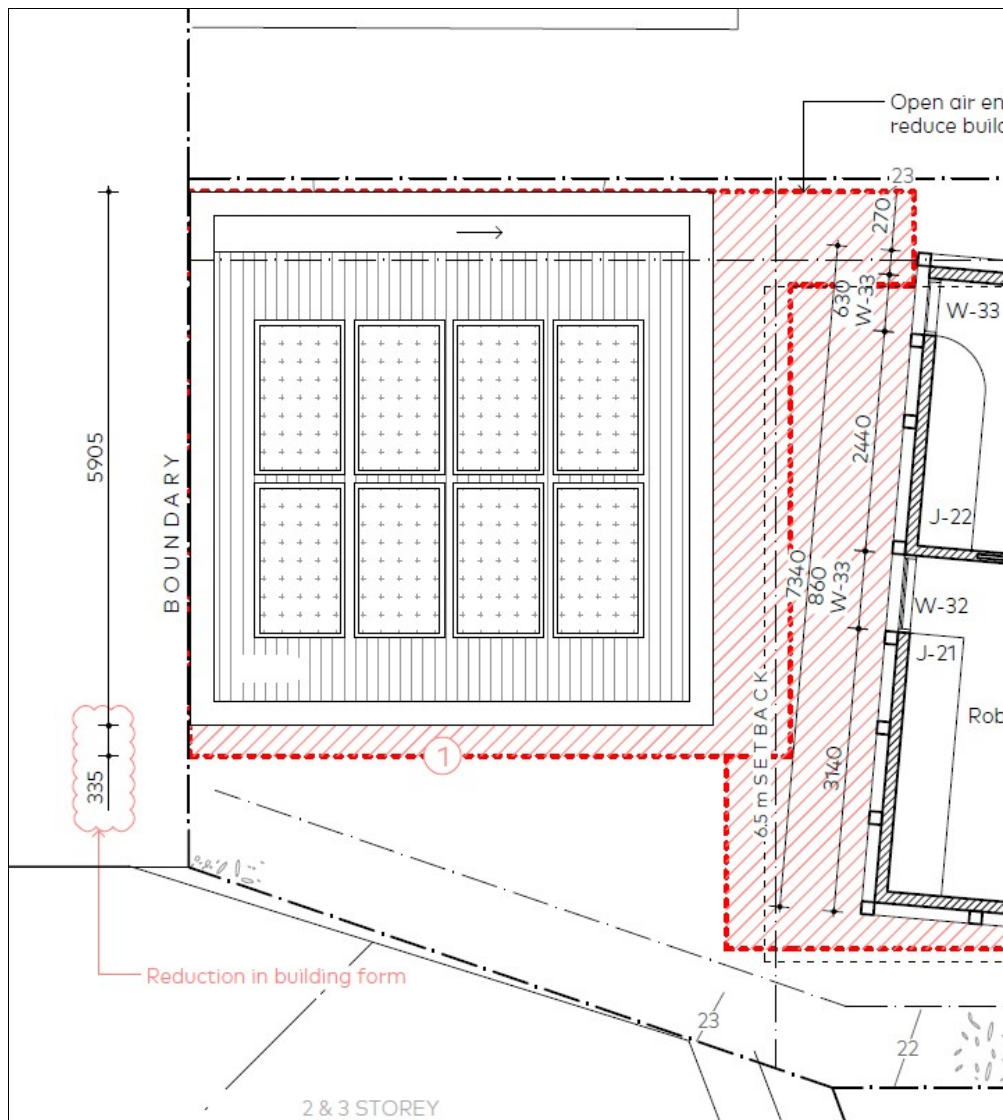 Open air en
reduce build
23
270
630
W-33
W-33
5905
BOUNDARY
2440
J-22
7340
860
W-33
W-32
J-21
6.5m SETBACK
Rob
335
1
3140
Reduction in building form
23
22
2 & 3 STOREY